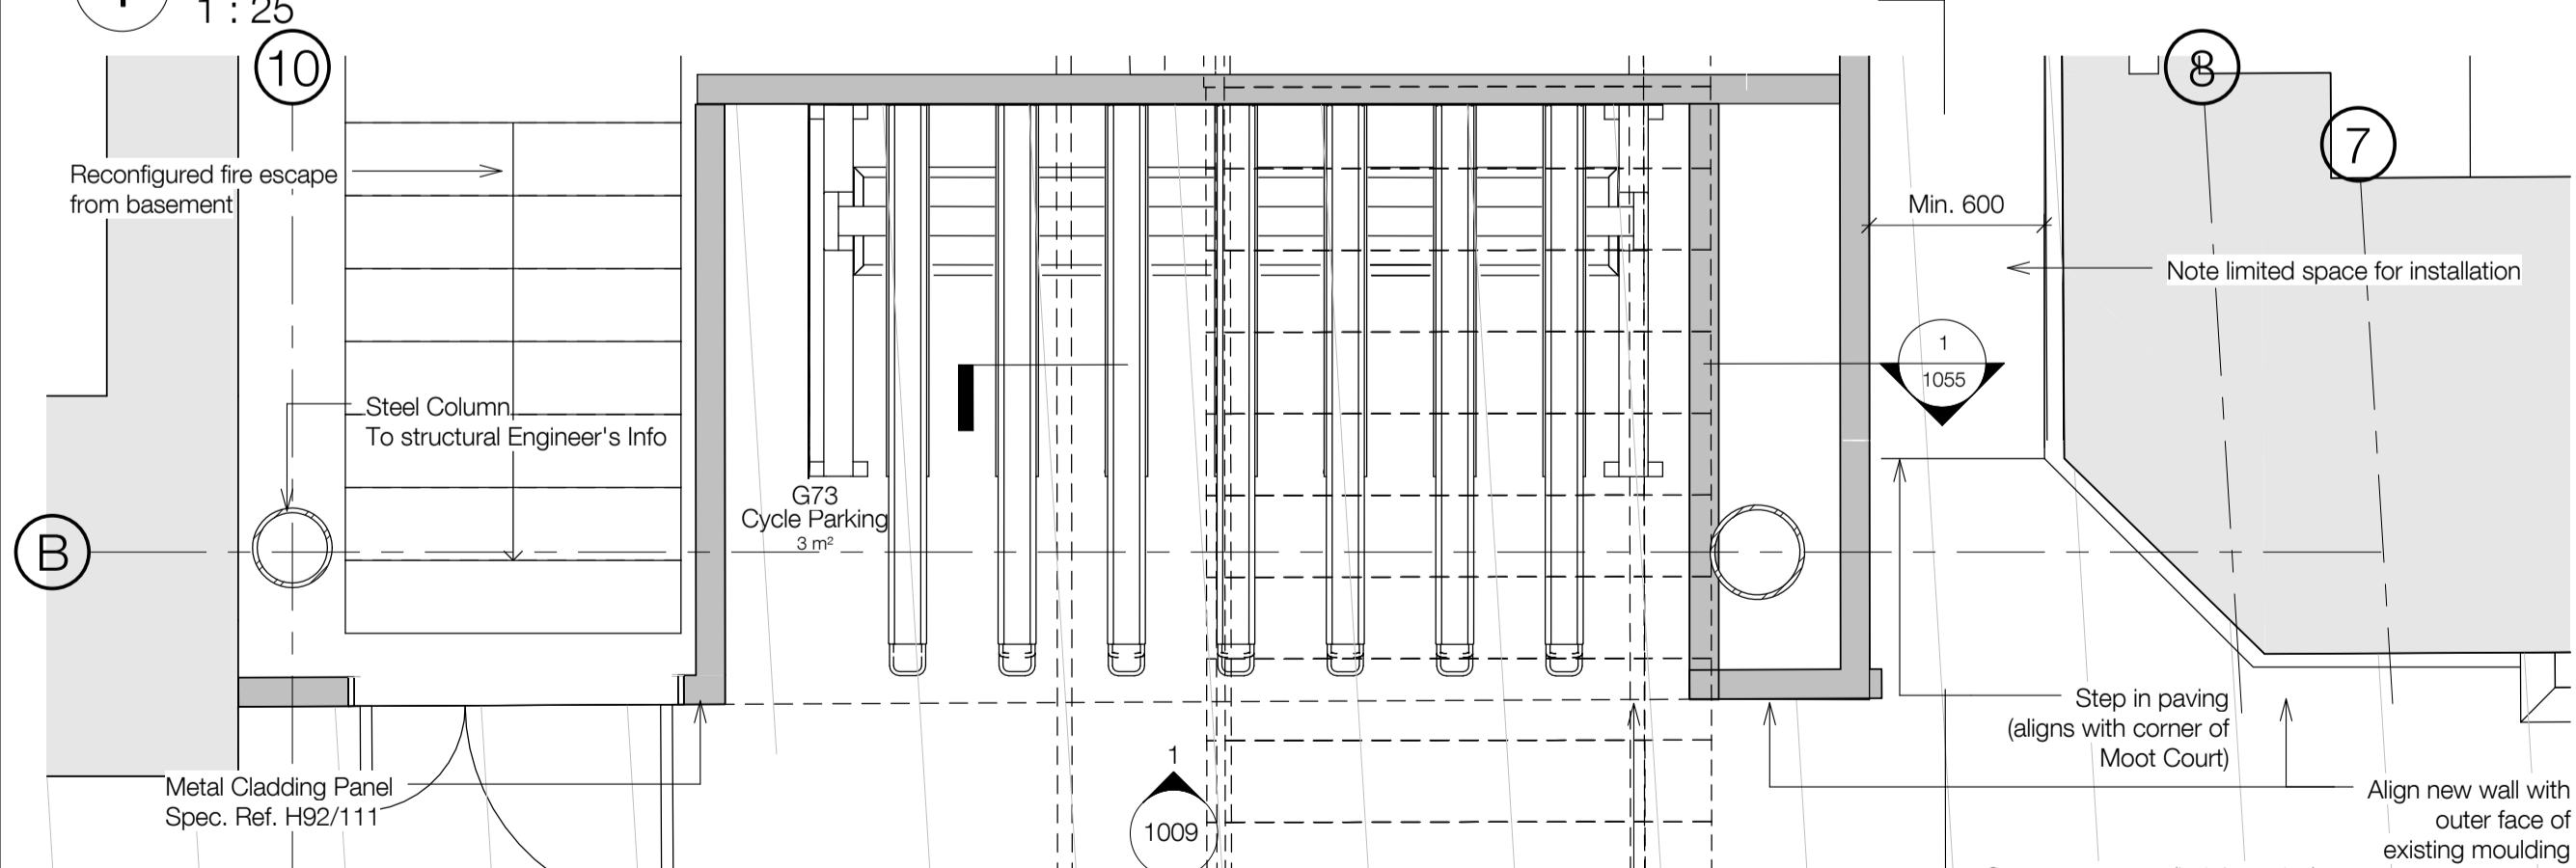 1 : 25
10
8
7
Reconfigured fire escape
from basement
Min. 600
Note limited space for installation
1
1055
Steel Column
To structural Engineer's Info
G73
Cycle Parking
3 m²
B
Step in paving
(aligns with corner of
Moot Court)
1
1009
Metal Cladding Panel
Spec. Ref. H92/111
Align new wall with
outer face of
existing moulding